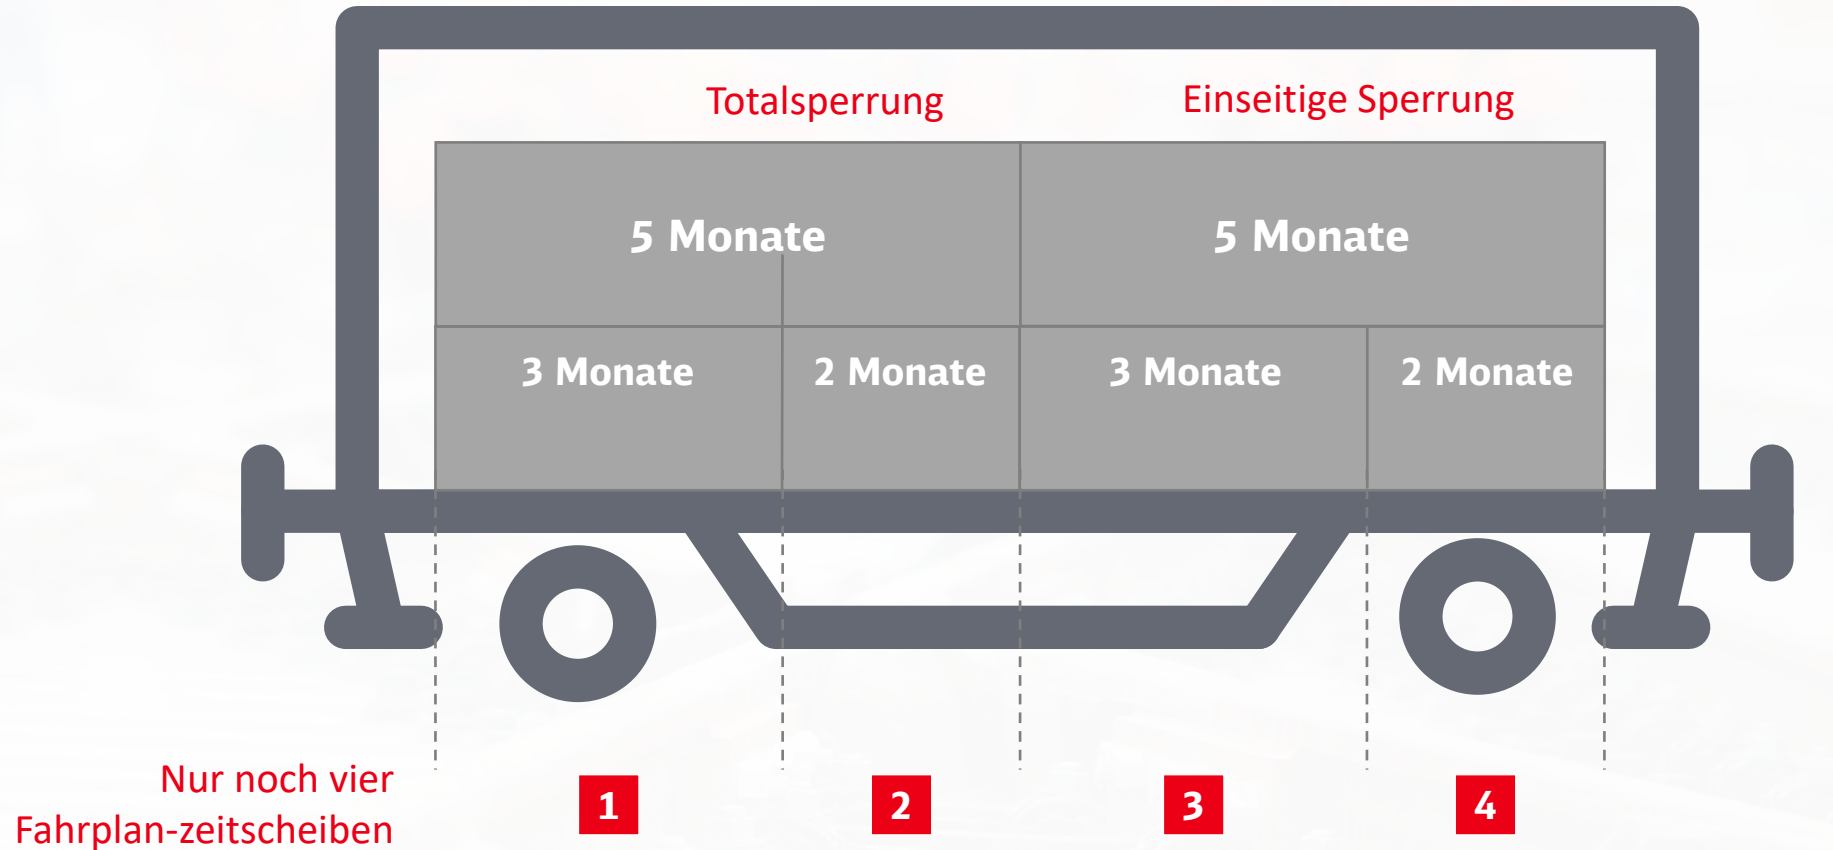 Totalsperrung
Einseitige Sperrung
5 Monate
5 Monate
3 Monate
2 Monate
3 Monate
2 Monate
Nur noch vier
Fahrplan-zeitscheiben
1
2
3
4